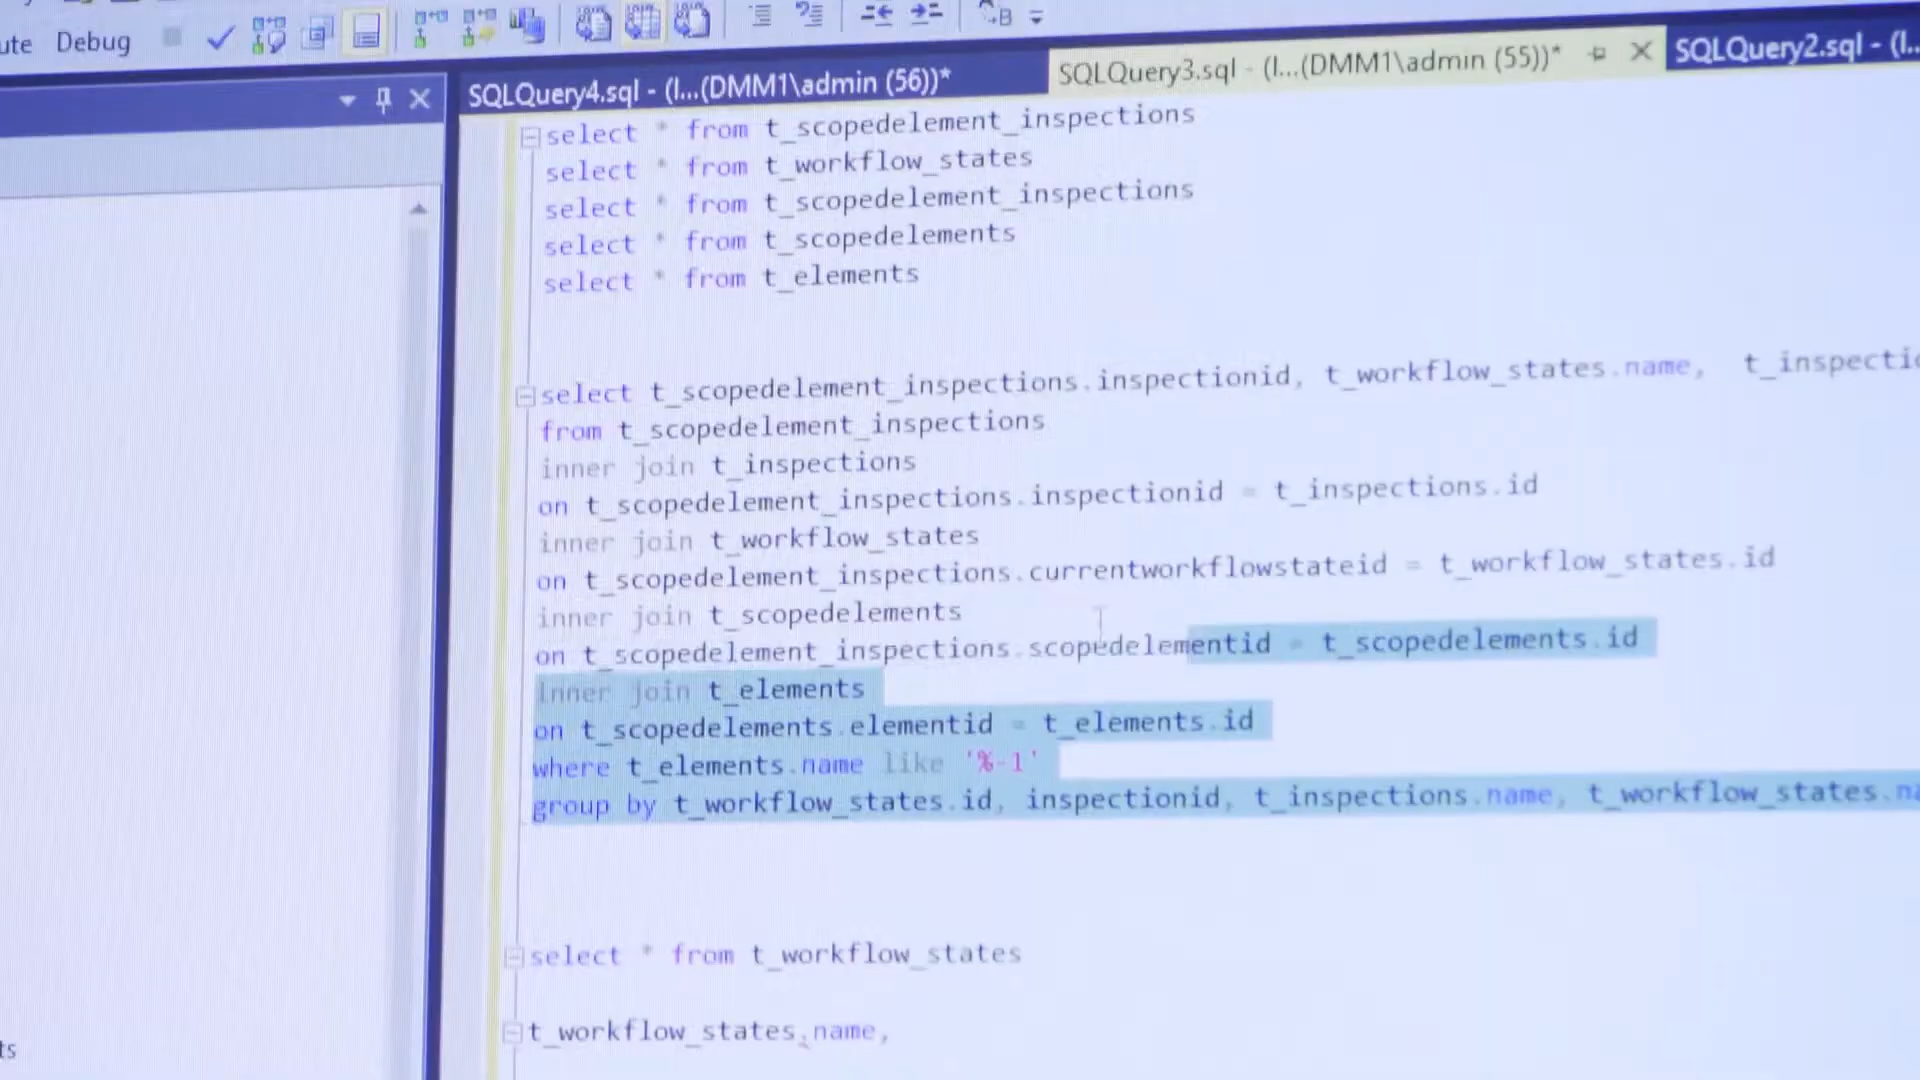 Debug
SQLQuery4.sql - (l...(DMM1\admin (56))*
SQLQuery3.sql - (l...(DMM1\admin (55))*
SQLQuery2.sql - (l...
select * from t_scopedelement_inspections
select * from t_workflow_states
select * from t_scopedelement_inspections
select * from t_scopedelements
select * from t_elements
select t_scopedelement_inspections.inspectionid, t_workflow_states.name,
from t_scopedelement_inspections
inner join t_inspections
on t_scopedelement_inspections.inspectionid = t_inspections.id
inner join t_workflow_states
on t_scopedelement_inspections.currentworkflowstateid = t_workflow_states.id
inner join t_scopedelements
on t_scopedelement_inspections.scopedelementid = t_scopedelements.id
inner join t_elements
on t_scopedelements.elementid = t_elements.id
where t_elements.name like '%-1'
group by t_workflow_states.id, inspectionid, t_inspections.name, t_workflow_states.
select * from t_workflow_states
t_workflow_states.name,